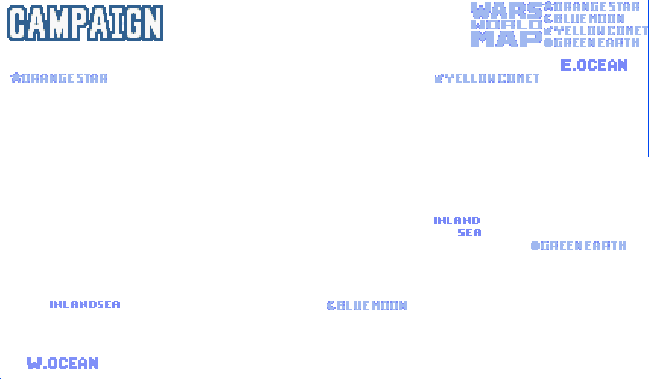 CAMPAIGN
WARS
WORLD
MAP
ORANGE STAR
BLUE MOON
YELLOW COMET
GREEN EARTH
E.OCEAN
ORANGE STAR
YELLOW COMET
INLAND
SEA
GREEN EARTH
INLAND SEA
BLUE MOON
W.OCEAN